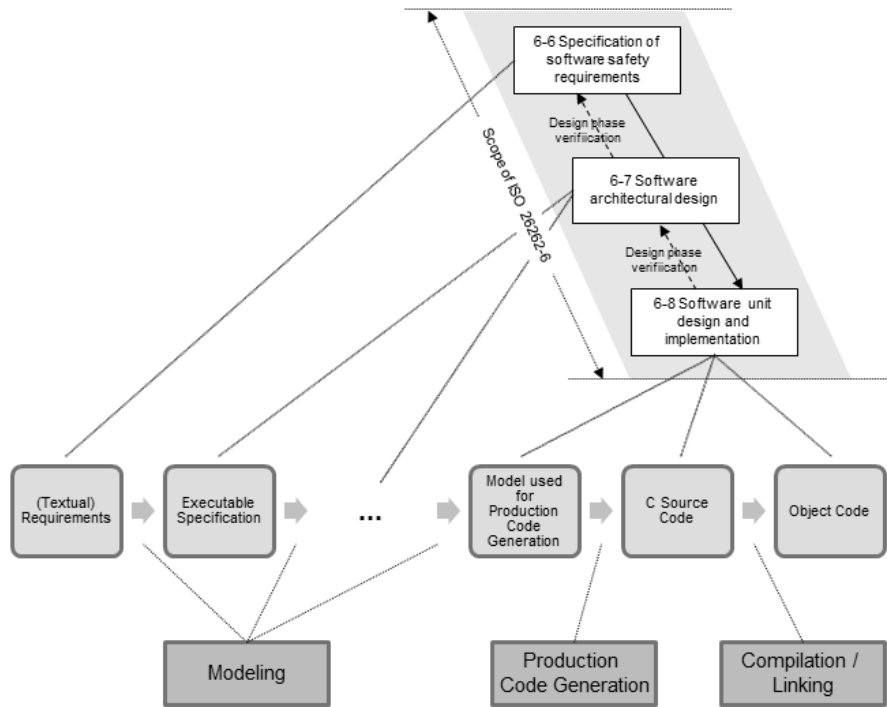 6-6 Specification of
software safety
requirements
Design phase
verifiication
Scope of ISO 26262-6
6-7 Software
architectural design
Design phase
verifiication
6-8 Software unit
design and
implementation
(Textual)
Requirements
Executable
Specification
...
Model used
for
Production
Code
Generation
C Source
Code
Object Code
Modeling
Production
Code Generation
Compilation /
Linking